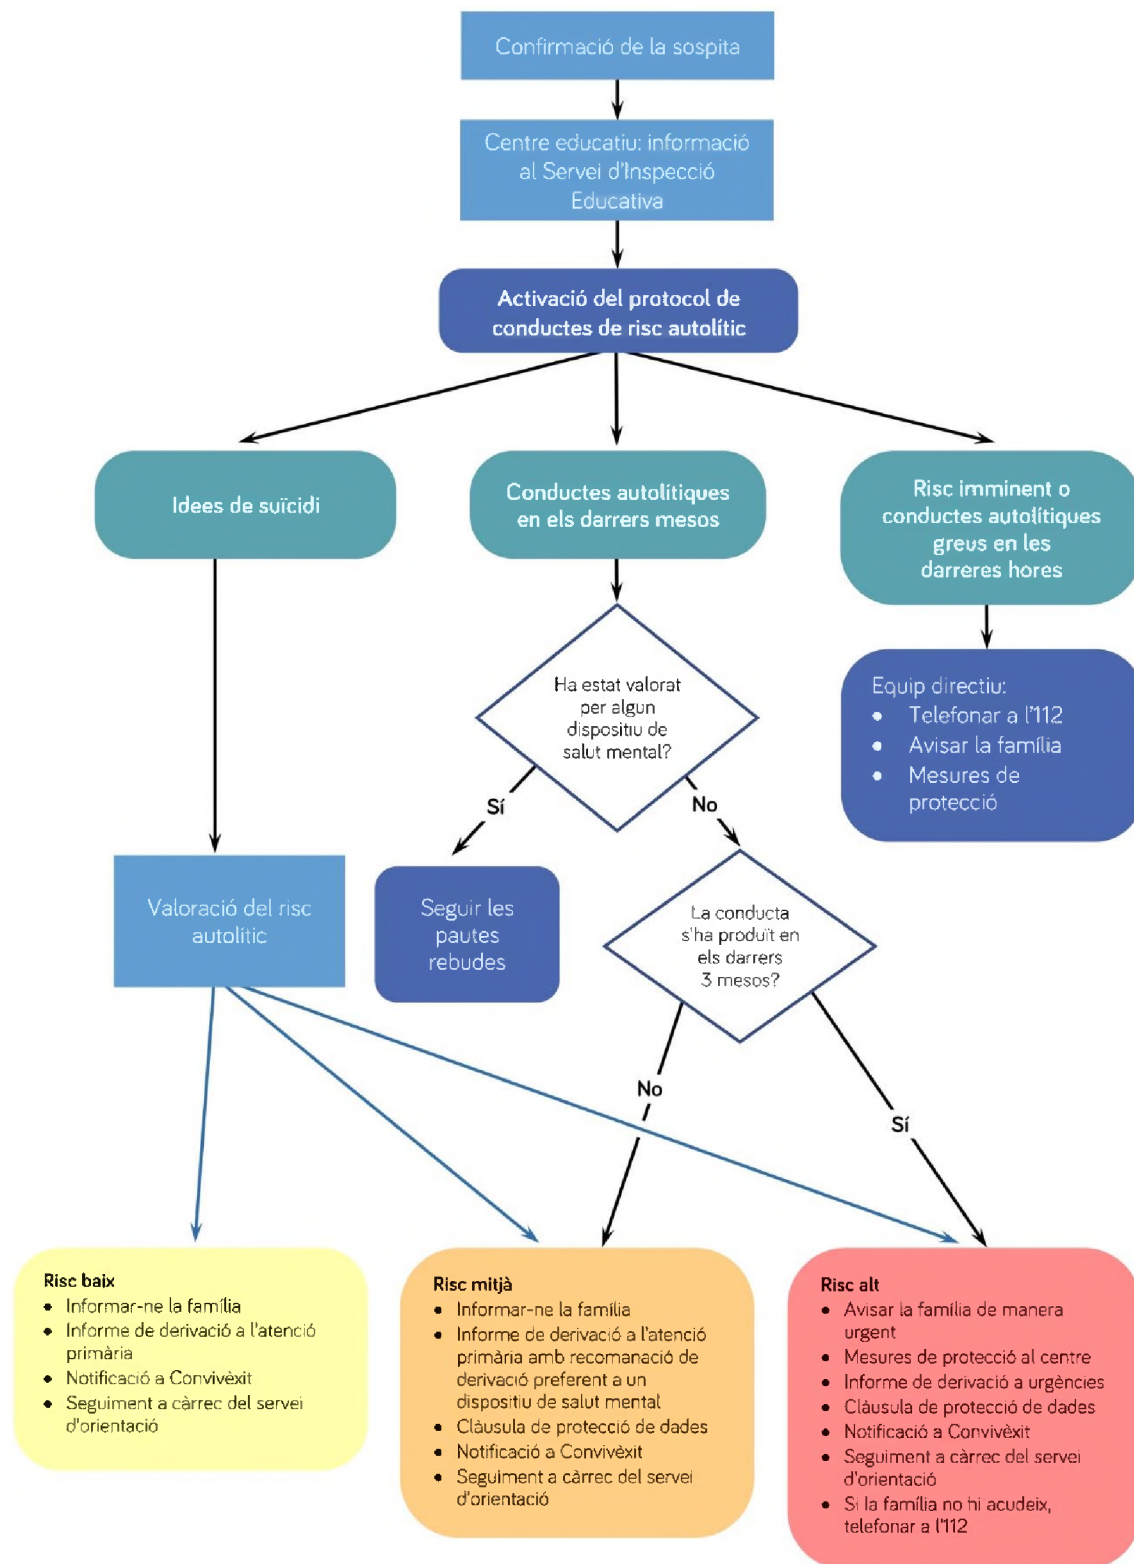 Confirmació de la sospita
Centre educatiu: informació
al Servei d'Inspecció
Educativa
Activació del protocol de
conductes de risc autolític
Idees de suïcidi
Conductes autolítiques
en els darrers mesos
Risc imminent o
conductes autolítiques
greus en les
darreres hores
Ha estat valorat
per algun
dispositiu de
salut mental?
Equip directiu:
• Telefonar a l'112
• Avisar la família
• Mesures de
protecció
Sí
No
Valoració del risc
autolític
Seguir les
pautes
rebudes
La conducta
s'ha produït en
els darrers
3 mesos?
No
Sí
Risc baix
• Informar-ne la família
• Informe de derivació a l'atenció
primària
• Notificació a Convivèxit
• Seguiment a càrrec del servei
d'orientació
Risc mitjà
• Informar-ne la família
• Informe de derivació a l'atenció
primària amb recomanació de
derivació preferent a un
dispositiu de salut mental
• Clàusula de protecció de dades
• Notificació a Convivèxit
• Seguiment a càrrec del servei
d'orientació
Risc alt
• Avisar la família de manera
urgent
• Mesures de protecció al centre
• Informe de derivació a urgències
• Clàusula de protecció de dades
• Notificació a Convivèxit
• Seguiment a càrrec del servei
d'orientació
• Si la família no hi acudeix,
telefonar a l'112